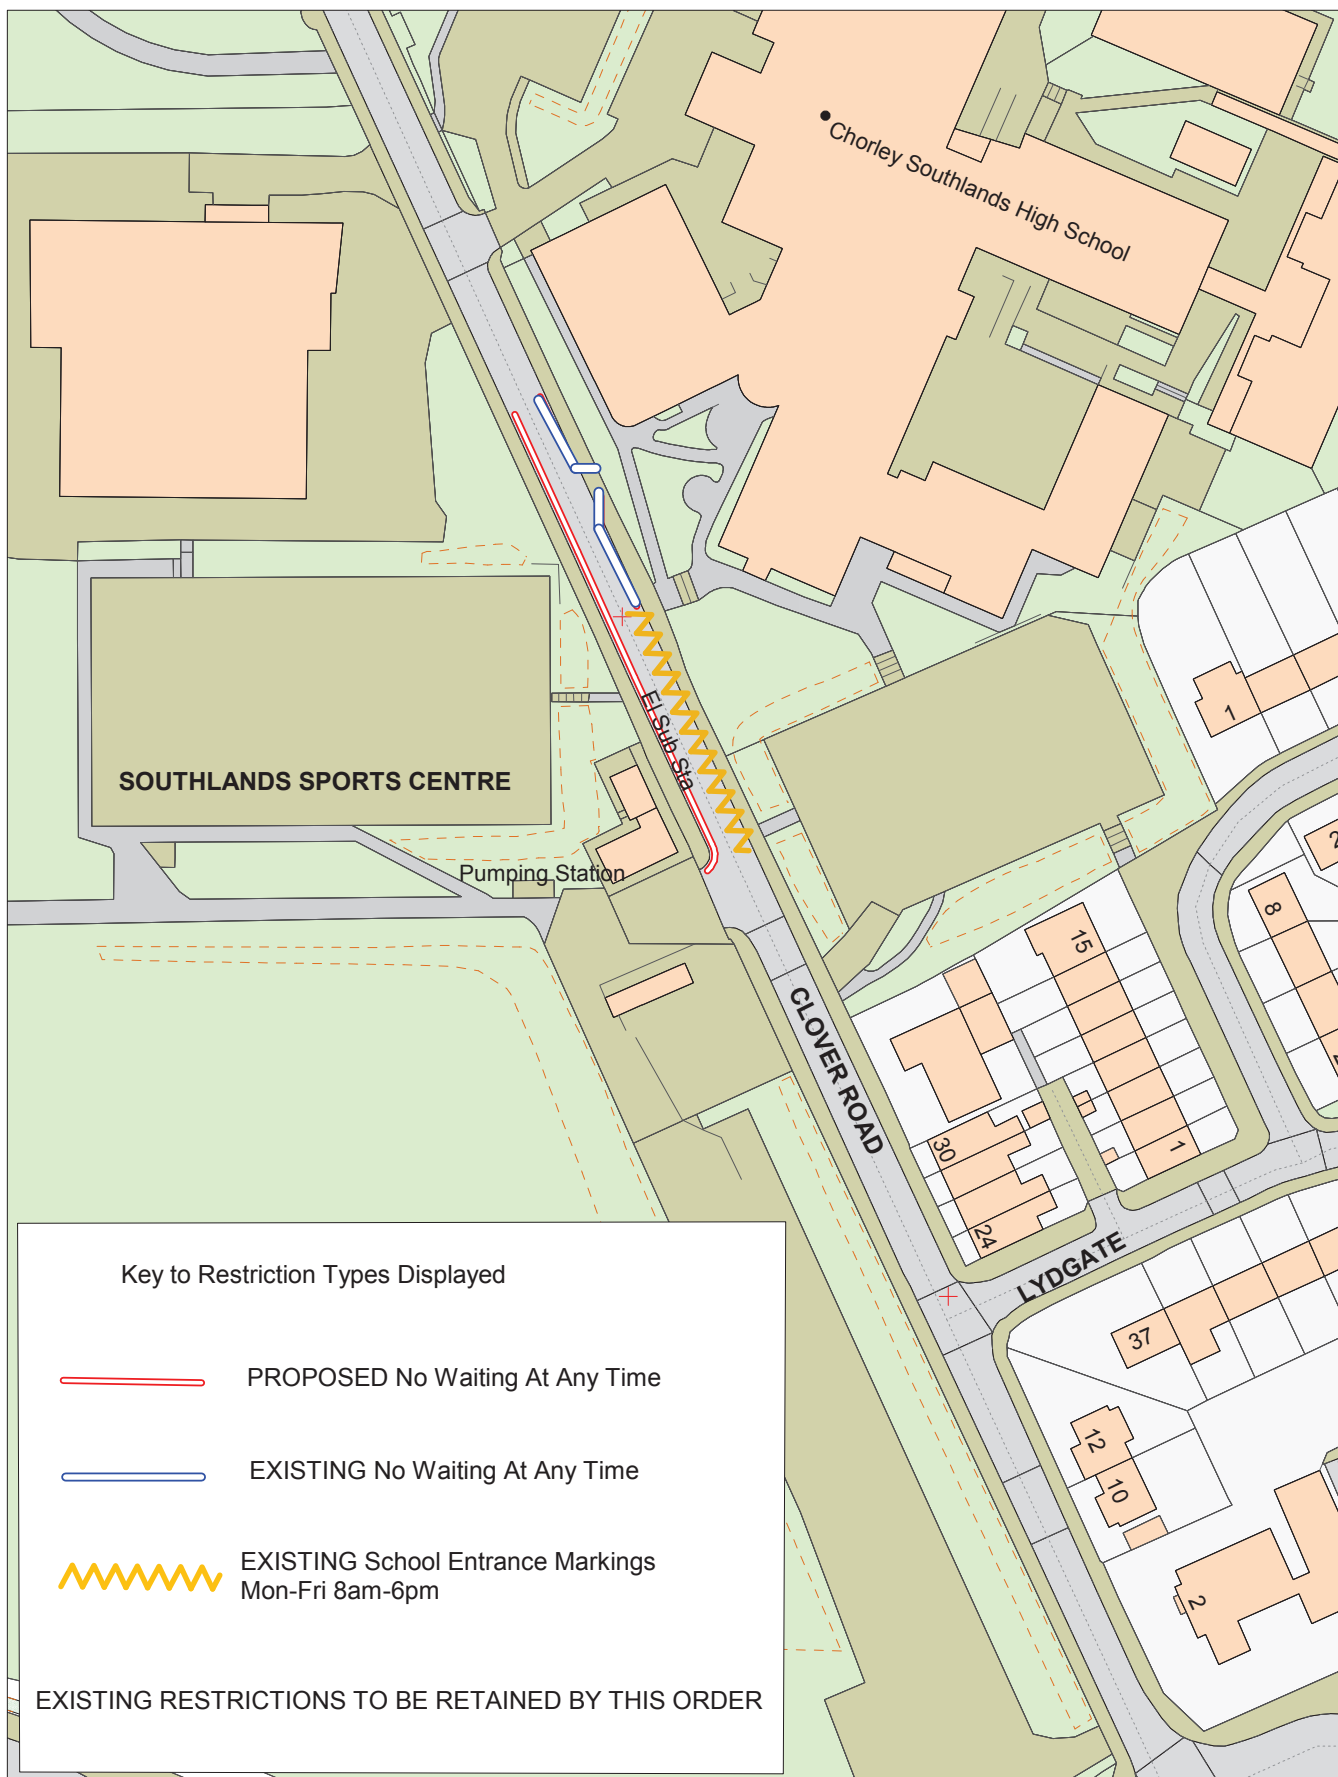 Chorley Southlands High School
1
El Sub Sta
SOUTHLANDS SPORTS CENTRE
Pumping Station
8
15
CLOVER ROAD
30
1
24
LYDGATE
37
12
10
2
Key to Restriction Types Displayed
PROPOSED No Waiting At Any Time
EXISTING No Waiting At Any Time
EXISTING School Entrance Markings
Mon-Fri 8am-6pm
EXISTING RESTRICTIONS TO BE RETAINED BY THIS ORDER